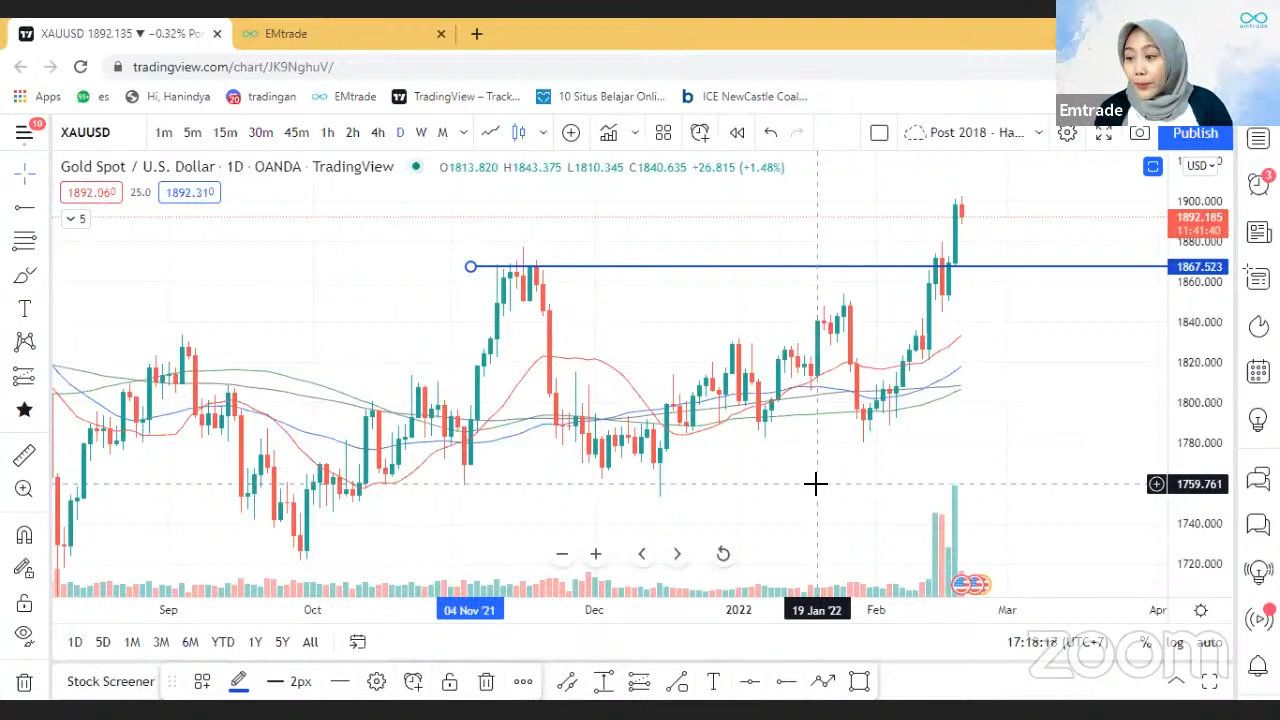 XAUUSD 1892.135 ▼ −0.32% Po
EMtrade
emtrade
tradingview.com/chart/JK9NghuV/
Apps
es
Hi, Hanindya
20
tradingan
EMtrade
TradingView – Track...
10 Situs Belajar Onli...
ICE NewCastle Coal...
Emtrade
10
XAUUSD
1m 5m 15m 30m 45m 1h 2h 4h D W M
Post 2018 - Ha...
Publish
Gold Spot / U.S. Dollar · 1D · OANDA · TradingView
O1813.820 H1843.375 L1810.345 C1840.635 +26.815 (+1.48%)
USD
1892.060
25.0
1892.310
5
3
1900.000
1892.185
11:41:40
1880.000
1867.523
1860.000
1840.000
1820.000
1800.000
1780.000
1759.761
1740.000
1720.000
Sep
Oct
04 Nov '21
Dec
2022
19 Jan '22
Feb
Mar
Apr
1D 5D 1M 3M 6M YTD 1Y 5Y All
17:18:18 (UTC+7)
%
log
auto
zoom
Stock Screener
2px
T